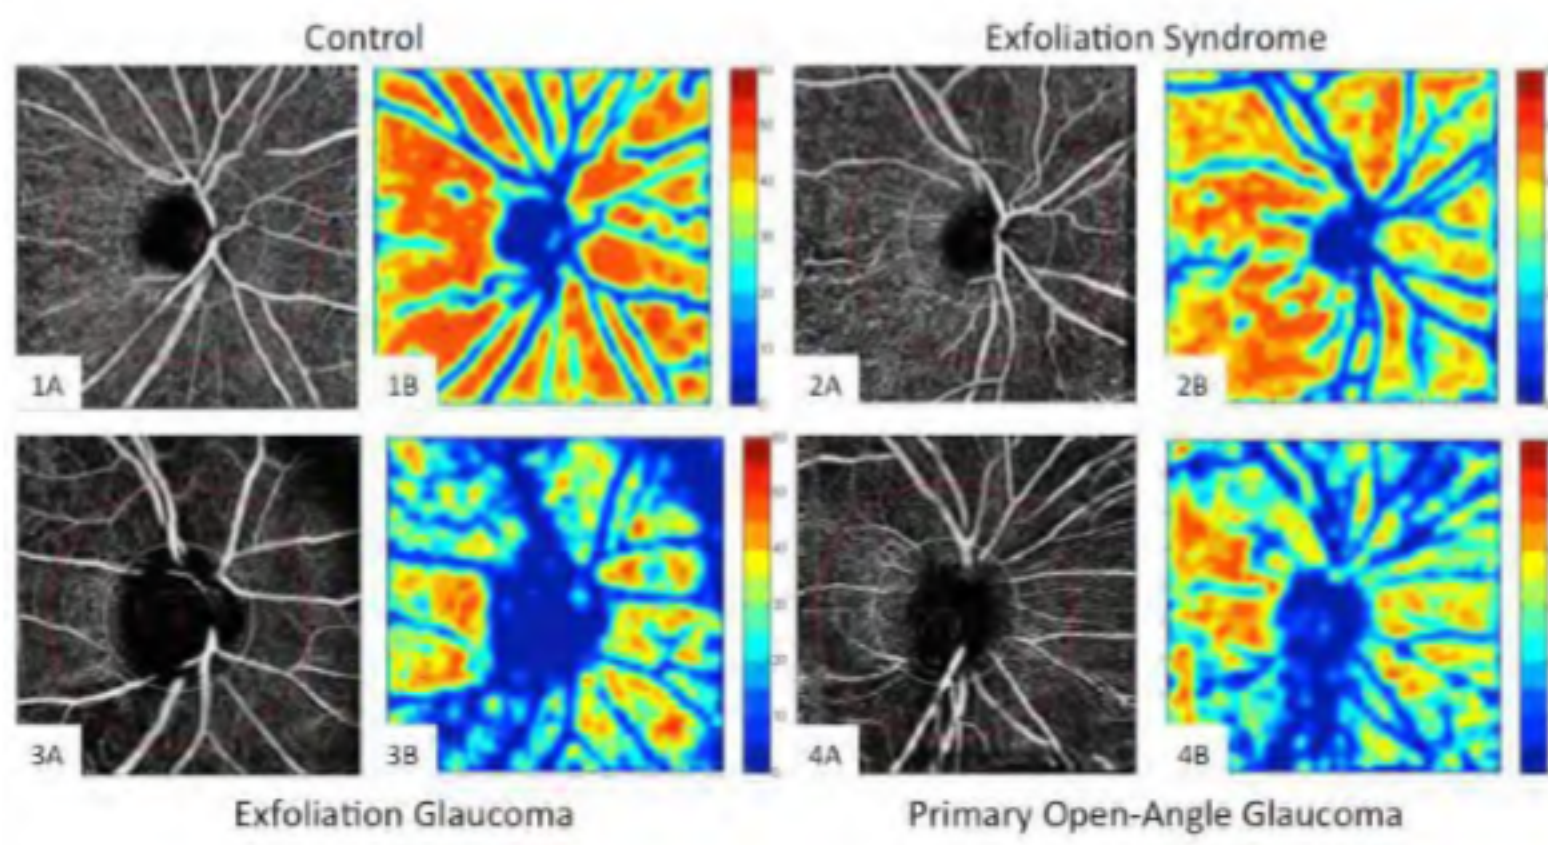 Control
Exfoliation Syndrome
1A
1B
2A
2B
3A
3B
4A
4B
Exfoliation Glaucoma
Primary Open-Angle Glaucoma